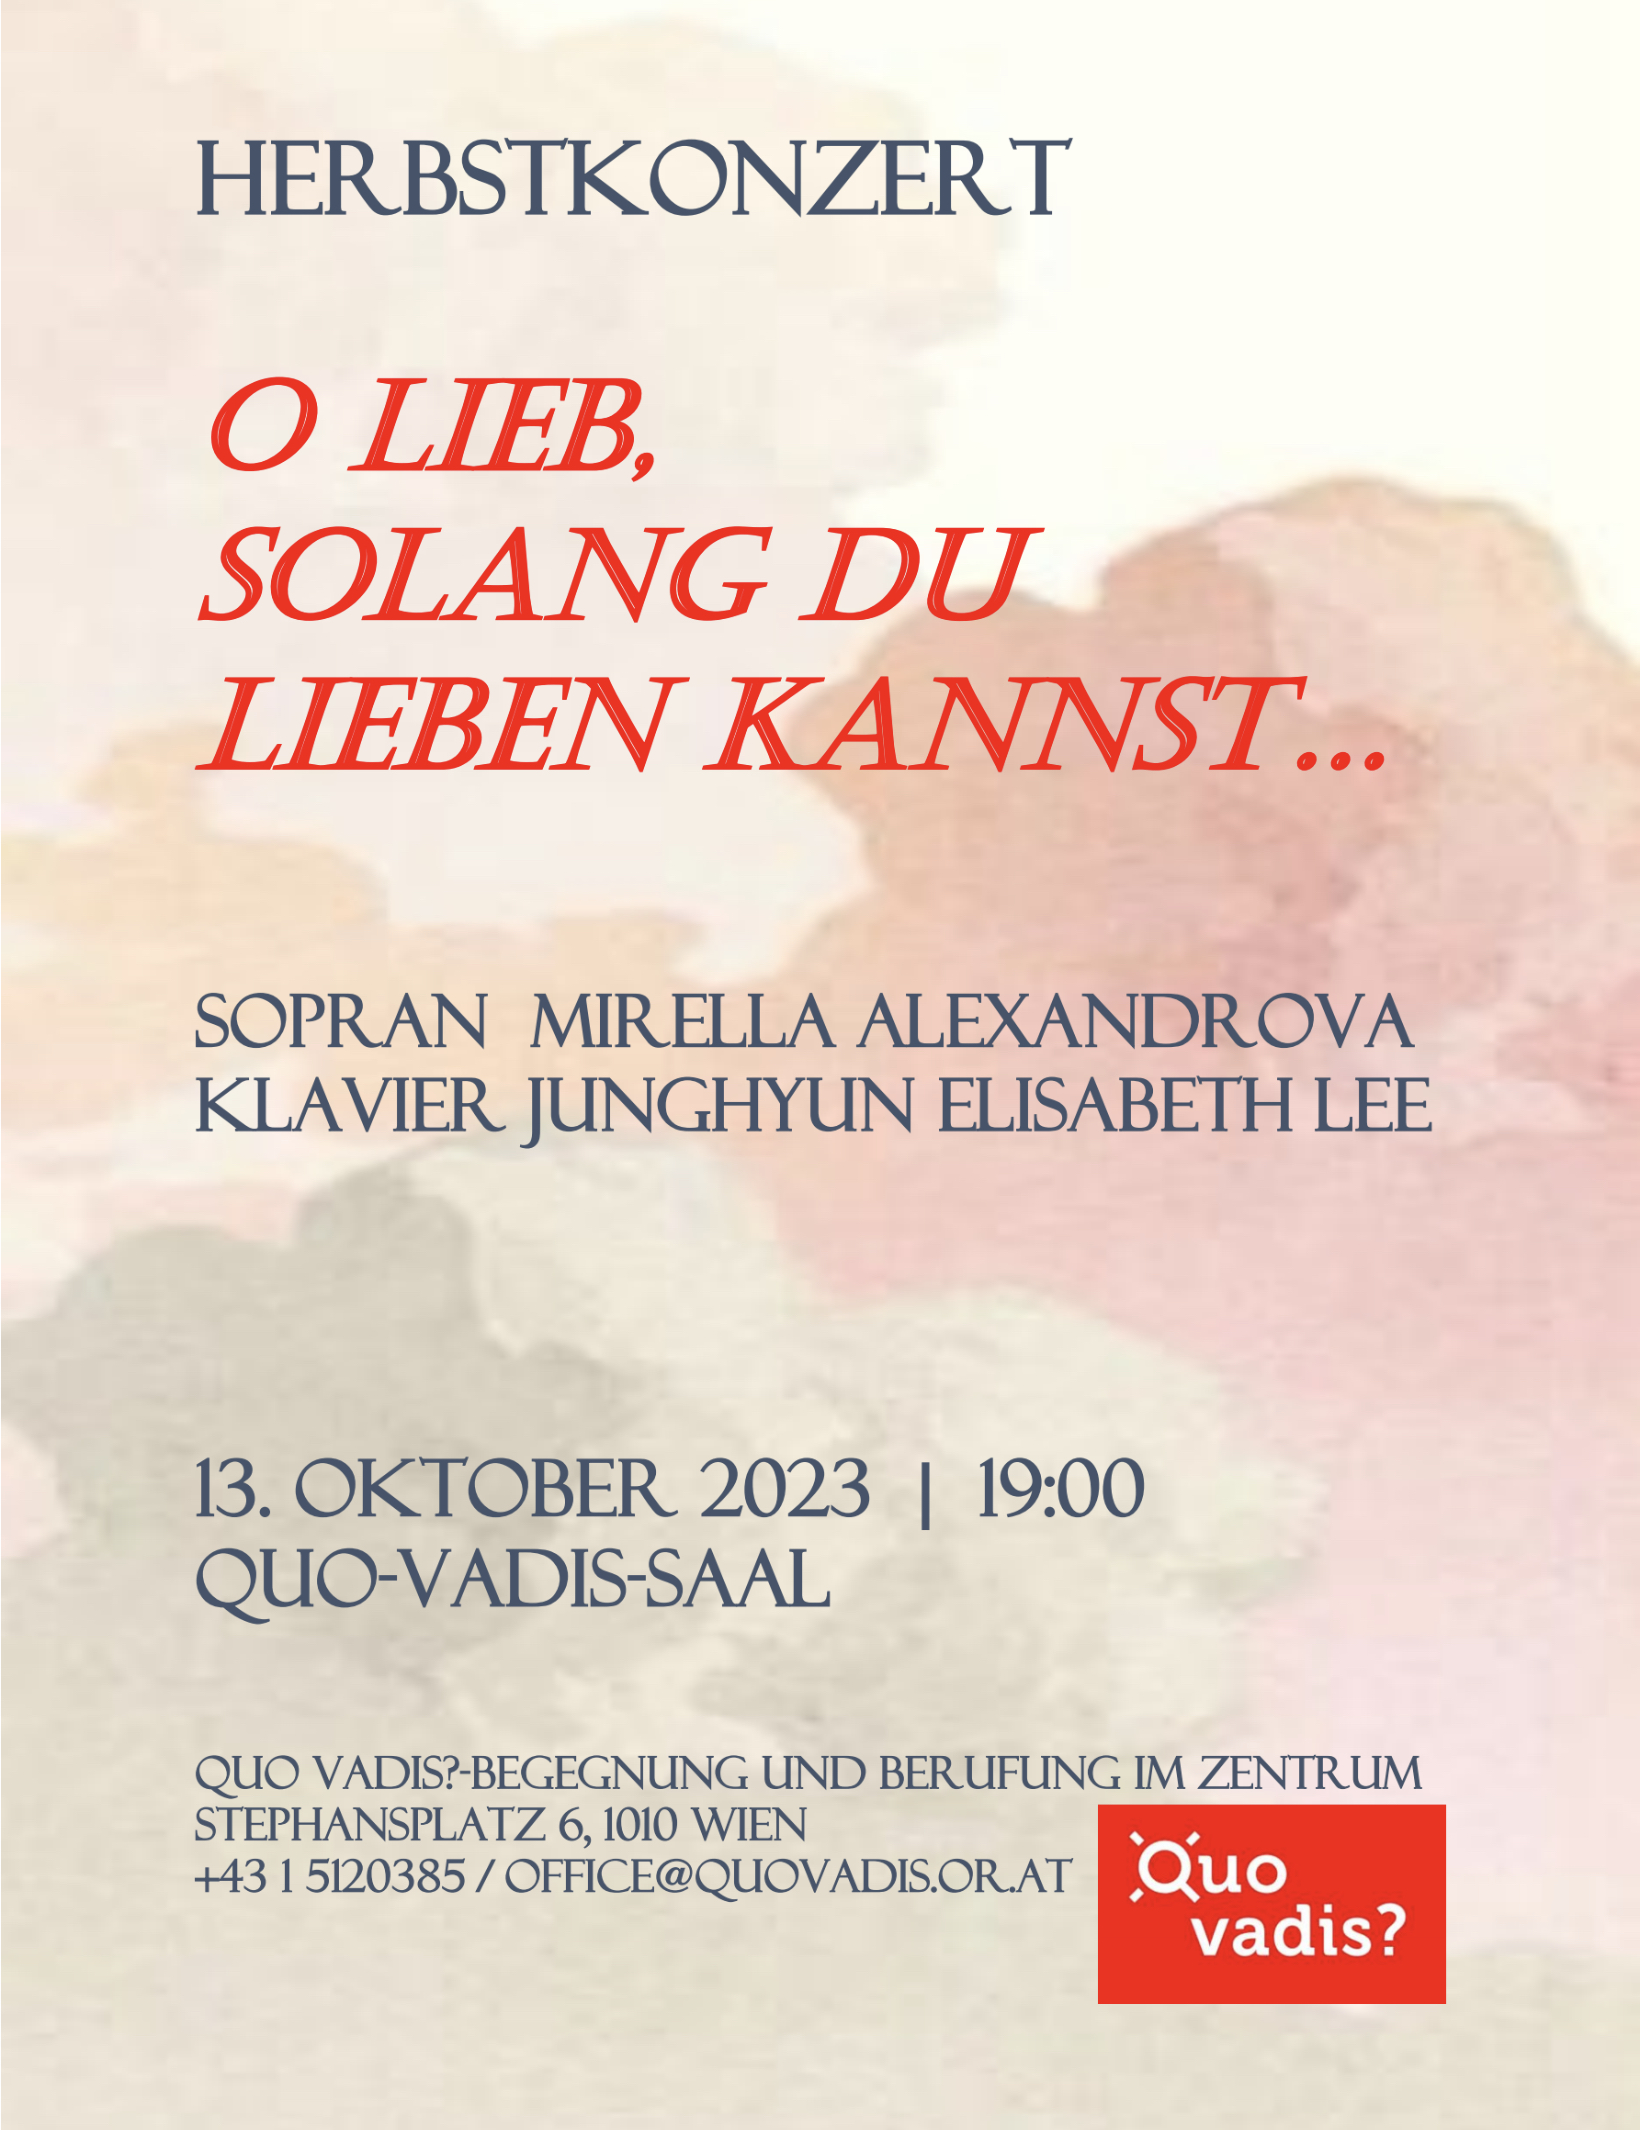 HERBSTKONZERT
O LIEB,
SOLANG DU
LIEBEN KANNST...
SOPRAN MIRELLA ALEXANDROVA
KLAVIER JUNGHYUN ELISABETH LEE
13. OKTOBER 2023 | 19:00
QUO-VADIS-SAAL
QUO VADIS?-BEGEGNUNG UND BERUFUNG IM ZENTRUM
STEPHANSPLATZ 6, 1010 WIEN
+43 1 5120385 / OFFICE@QUOVADIS.OR.AT
Quo
vadis?